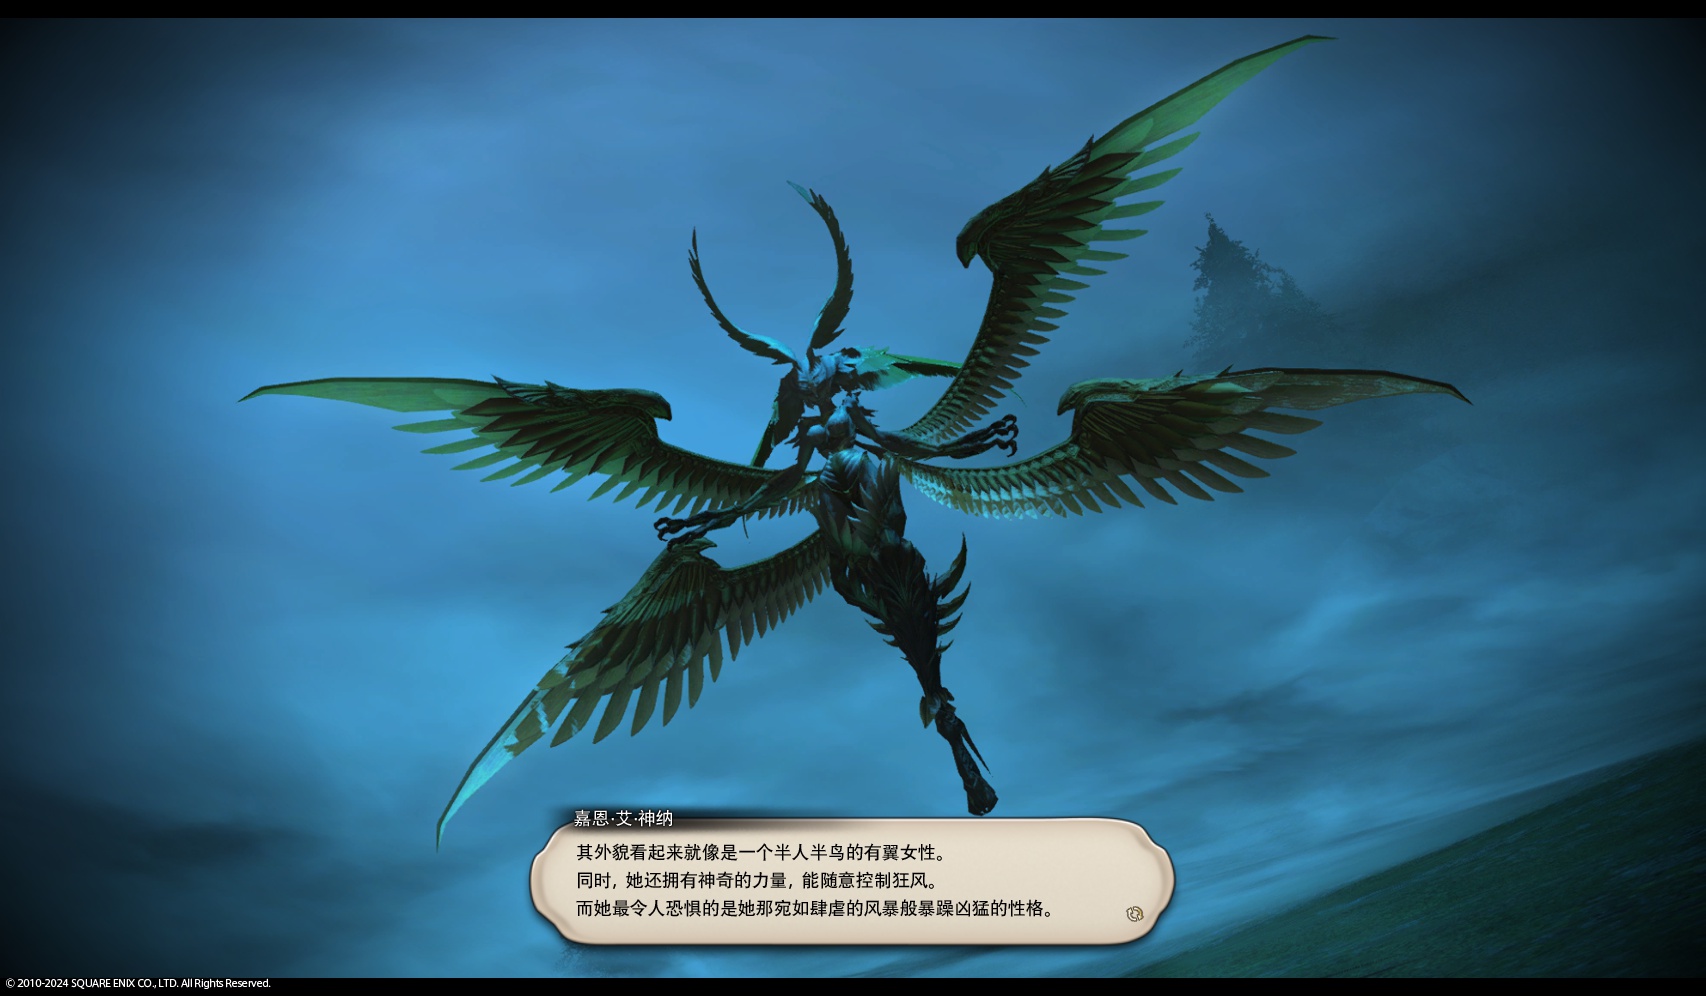 嘉恩·艾·神纳
其外貌看起来就像是一个半人半鸟的有翼女性。
同时，她还拥有神奇的力量，能随意控制狂风。
而她最令人恐惧的是她那宛如肆虐的风暴般暴躁凶猛的性格。
© 2010-2024 SQUARE ENIX CO., LTD. All Rights Reserved.